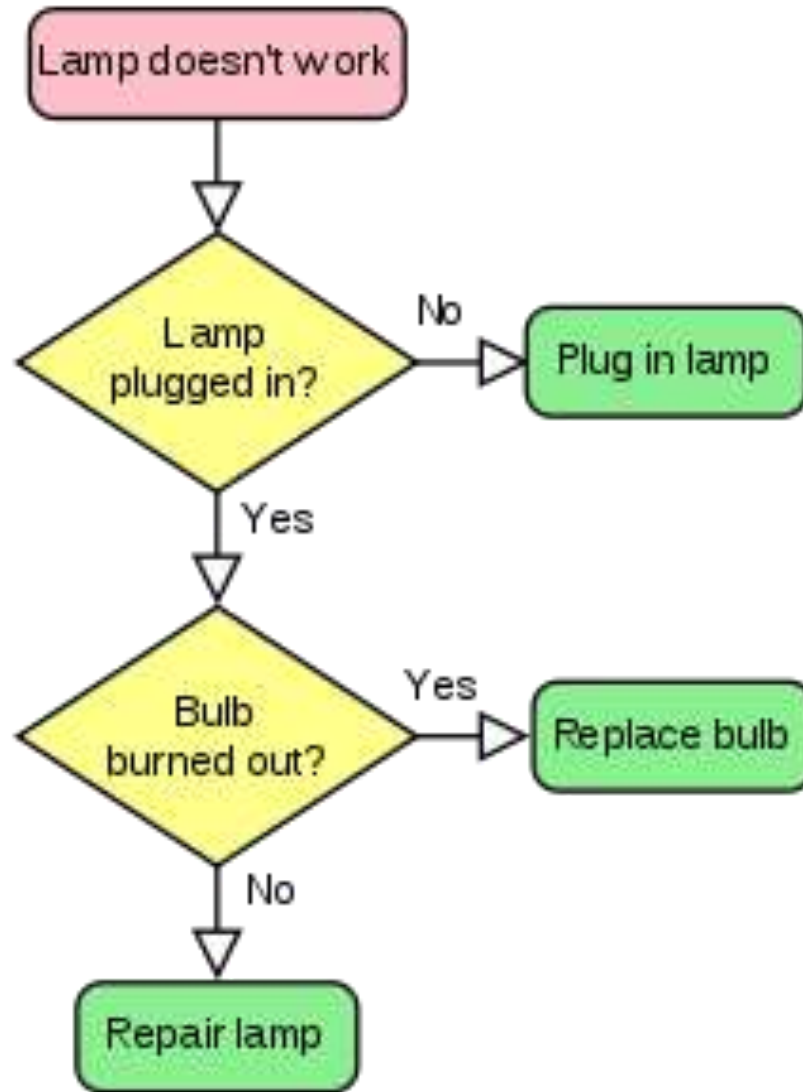 Lamp doesn't work
Lamp
plugged in?
No
Plug in lamp
Yes
Bulb
burned out?
Yes
Replace bulb
No
Repair lamp